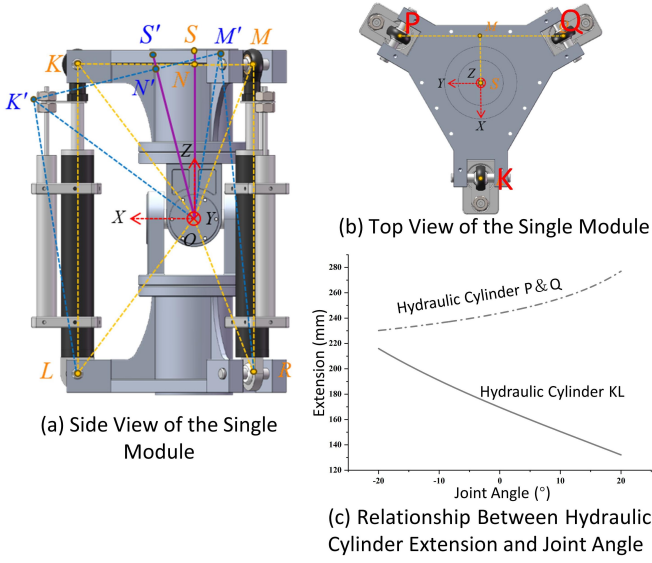 S'
S
M'
M
K
N
N'
K'
Z
X
Y
O
L
R
(a) Side View of the Single
Module
P
Q
M
Z
S
Y
X
K
(b) Top View of the Single Module
280
260
240
220
200
180
160
140
120
Extension (mm)
Hydraulic Cylinder P&Q
Hydraulic Cylinder KL
-20
-10
0
10
20
Joint Angle (°)
(c) Relationship Between Hydraulic
Cylinder Extension and Joint Angle